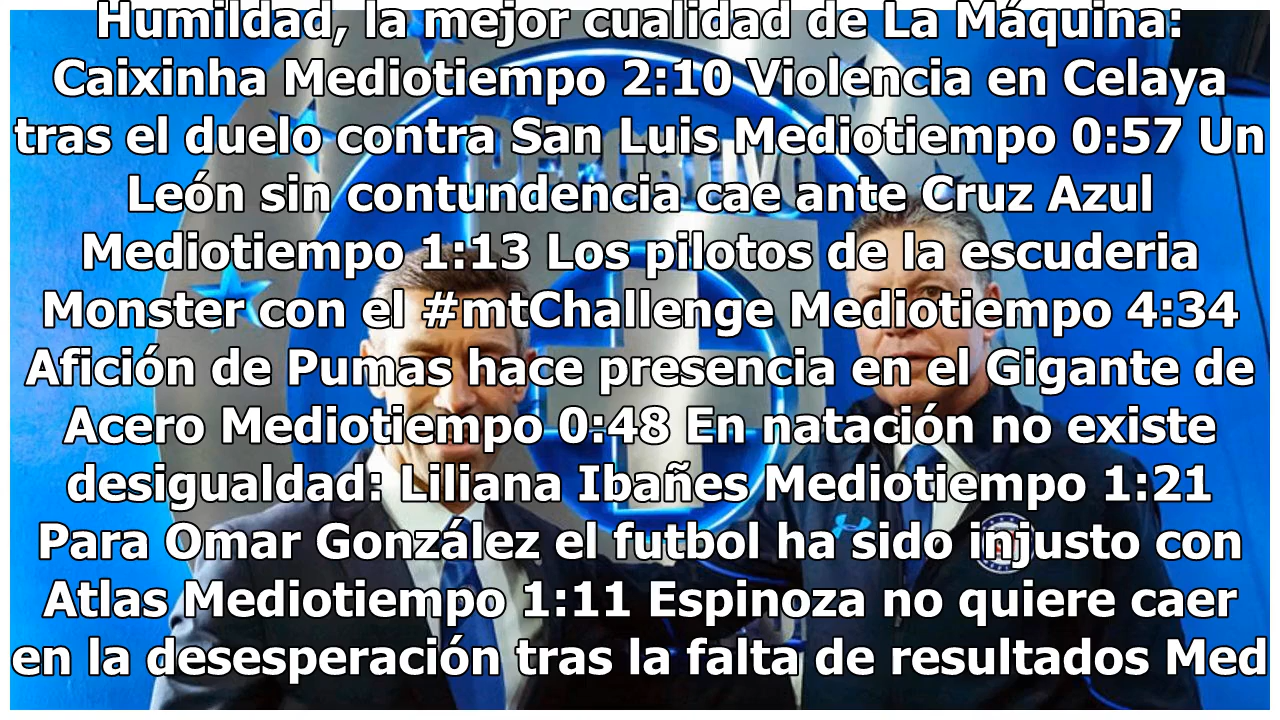 Humildad, la mejor cualidad de La Máquina:
Caixinha Mediotiempo 2:10 Violencia en Celaya
tras el duelo contra San Luis Mediotiempo 0:57 Un
León sin contundencia cae ante Cruz Azul
Mediotiempo 1:13 Los pilotos de la escuderia
Monster con el #mtChallenge Mediotiempo 4:34
Afición de Pumas hace presencia en el Gigante de
Acero Mediotiempo 0:48 En natación no existe
desigualdad: Liliana Ibañes Mediotiempo 1:21
Para Omar González el futbol ha sido injusto con
Atlas Mediotiempo 1:11 Espinoza no quiere caer
en la desesperación tras la falta de resultados Med
DEPORTIVO